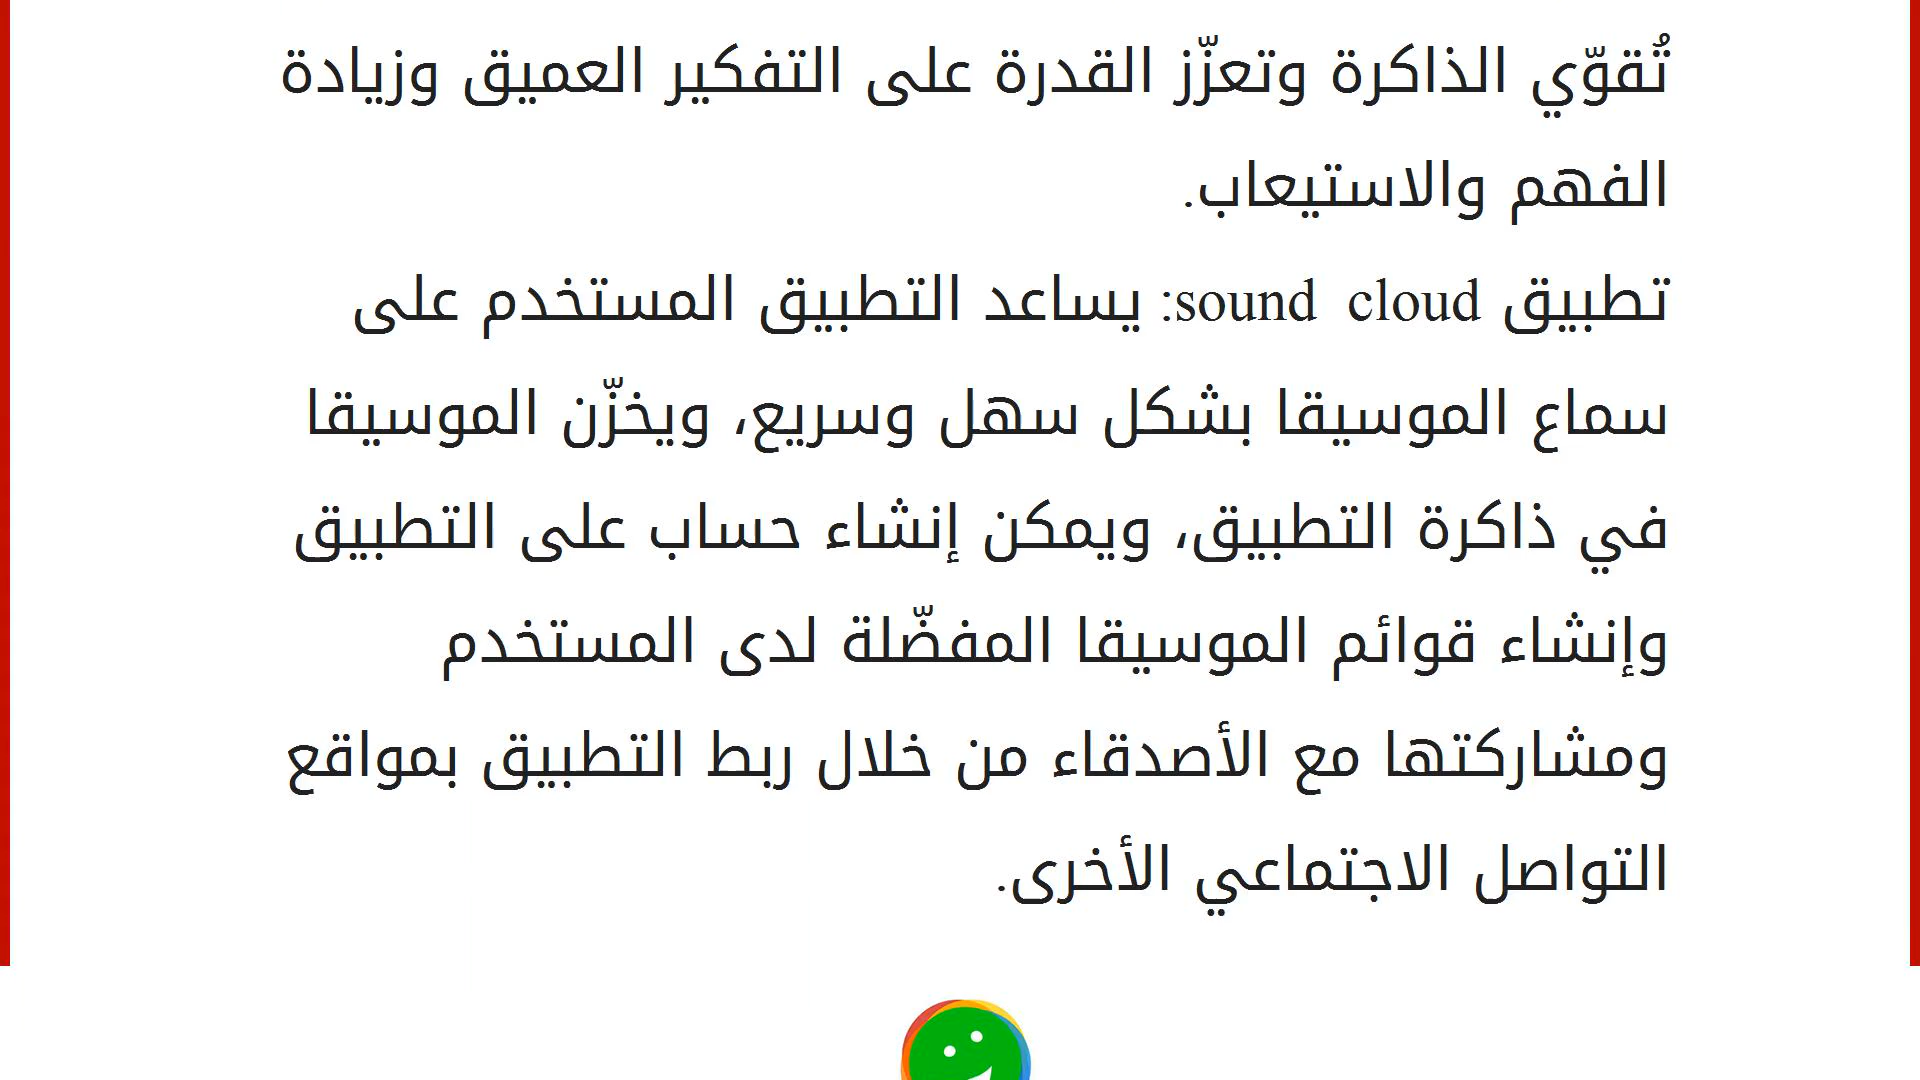 تُقوّي الذاكرة وتعزّز القدرة على التفكير العميق وزيادة
الفهم والاستيعاب.
تطبيق sound cloud: يساعد التطبيق المستخدم على
سماع الموسيقا بشكل سهل وسريع، ويخزّن الموسيقا
في ذاكرة التطبيق، ويمكن إنشاء حساب على التطبيق
وإنشاء قوائم الموسيقا المفضّلة لدى المستخدم
ومشاركتها مع الأصدقاء من خلال ربط التطبيق بمواقع
التواصل الاجتماعي الأخرى.